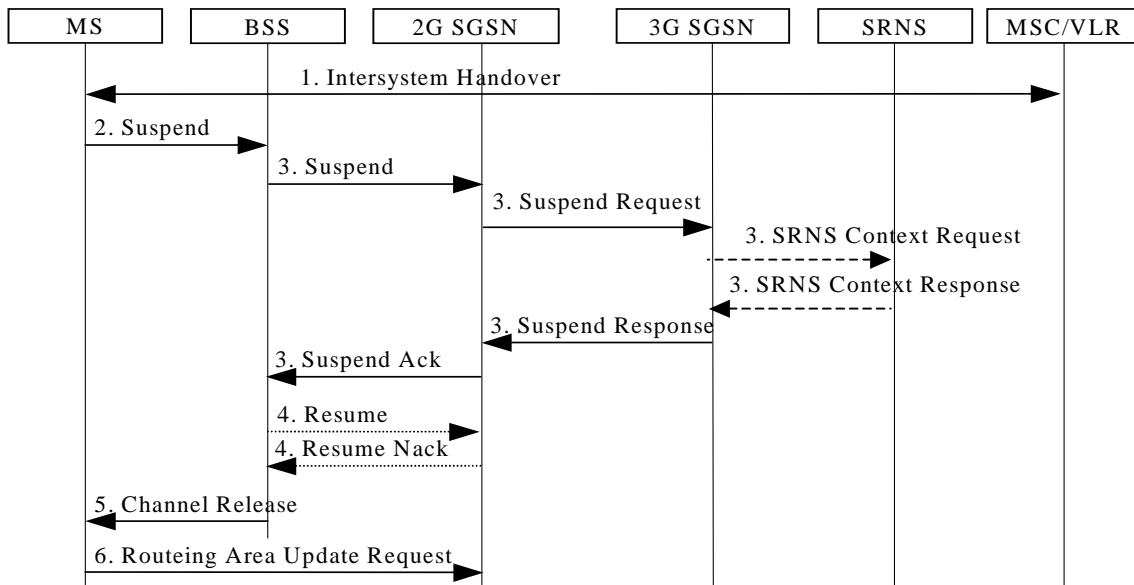 MS
BSS
2G SGSN
3G SGSN
SRNS
MSC/VLR
1. Intersystem Handover
2. Suspend
3. Suspend
3. Suspend Request
3. SRNS Context Request
3. SRNS Context Response
3. Suspend Response
3. Suspend Ack
4. Resume
4. Resume Nack
5. Channel Release
6. Routeing Area Update Request